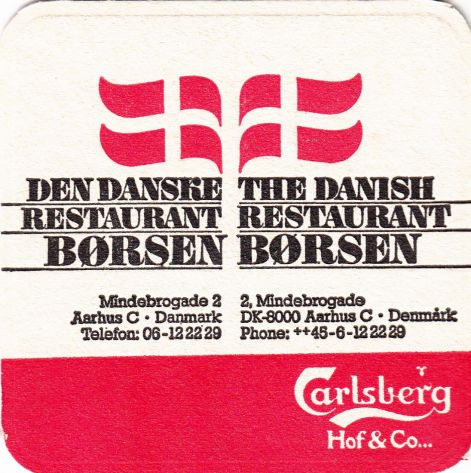 DEN DANSKE
RESTAURANT
BØRSEN
Mindebrogade 2
Aarhus C · Danmark
Telefon: 06-12 22 29
THE DANISH
RESTAURANT
BØRSEN
2, Mindebrogade
DK-8000 Aarhus C · Denmark
Phone: ++45-6-12 22 29
Carlsberg
Hof & Co...